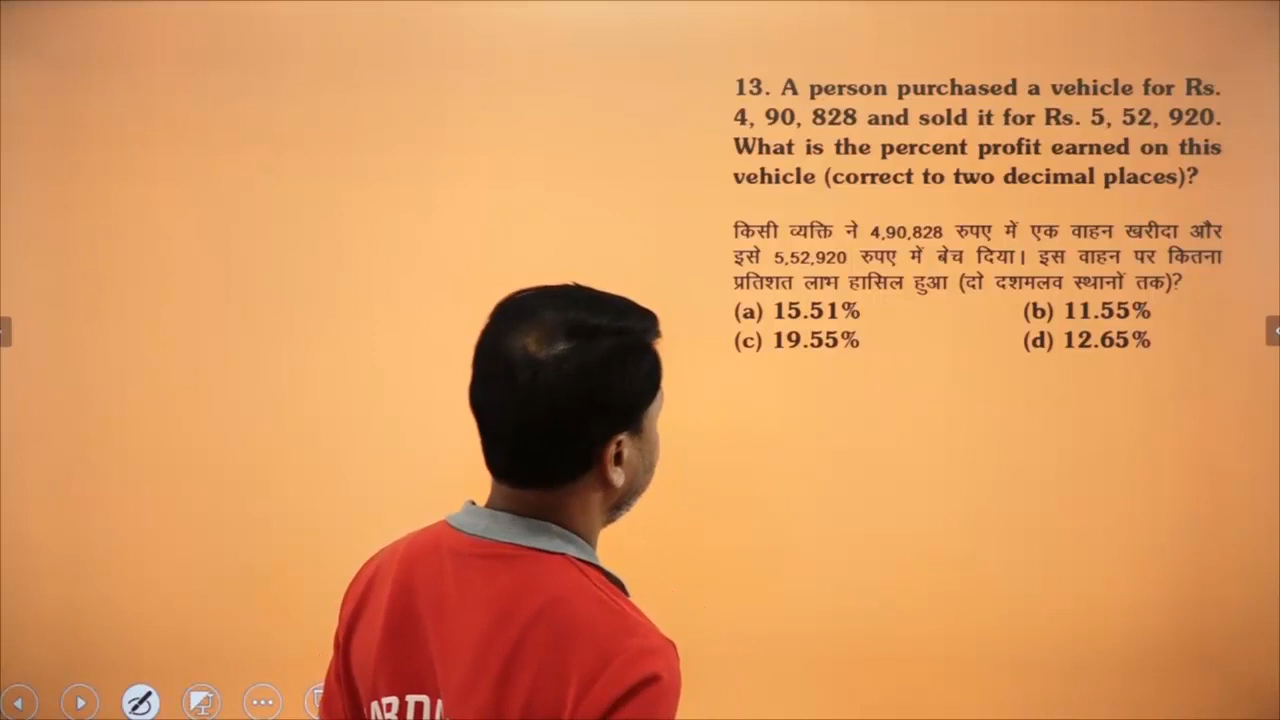 13. A person purchased a vehicle for Rs.
4, 90, 828 and sold it for Rs. 5, 52, 920.
What is the percent profit earned on this
vehicle (correct to two decimal places)?
किसी व्यक्ति ने 4,90,828 रुपए में एक वाहन खरीदा और
इसे 5,52,920 रुपए में बेच दिया। इस वाहन पर कितना
प्रतिशत लाभ हासिल हुआ (दो दशमलव स्थानों तक)?
(a) 15.51% (b) 11.55%
(c) 19.55% (d) 12.65%